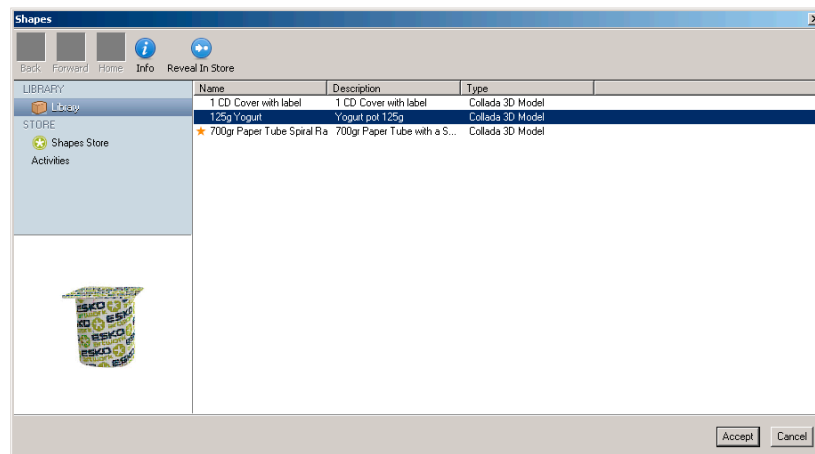 Shapes
Back Forward Home Info Reveal In Store
LIBRARY
Library
STORE
Shapes Store
Activities
Name Description Type
1 CD Cover with label 1 CD Cover with label Collada 3D Model
125g Yogurt Yogurt pot 125g Collada 3D Model
700gr Paper Tube Spiral Ra 700gr Paper Tube with a S... Collada 3D Model
ESKO
ESKO
ESKO
ESKO
Accept Cancel